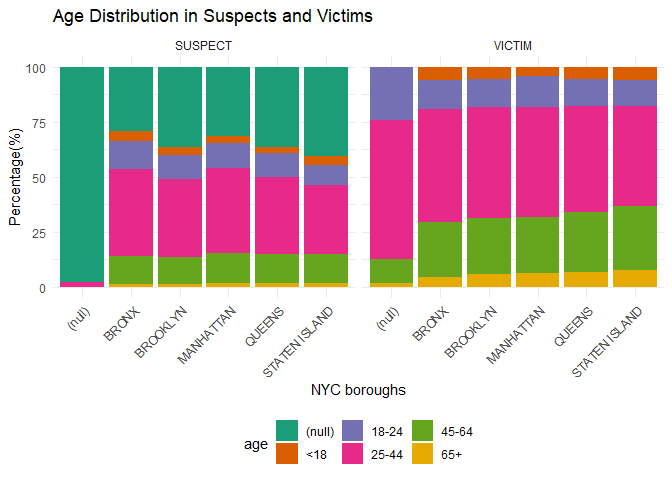 Age Distribution in Suspects and Victims
SUSPECT
VICTIM
Percentage(%)
100
75
50
25
0
(null)
BRONX
BROOKLYN
MANHATTAN
QUEENS
STATEN ISLAND
(null)
BRONX
BROOKLYN
MANHATTAN
QUEENS
STATEN ISLAND
NYC boroughs
age
(null)
18-24
45-64
<18
25-44
65+